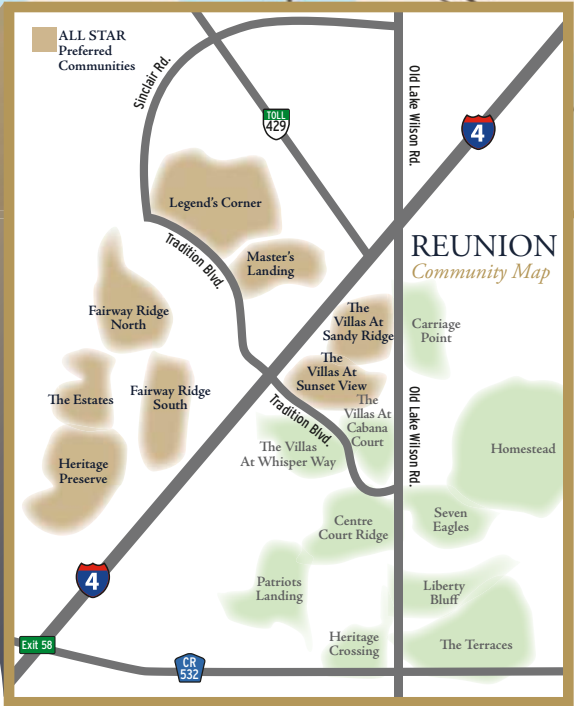 ALL STAR
Preferred
Communities
Sinclair Rd.
TOLL
429
Old Lake Wilson Rd.
4
Legend's Corner
Tradition Blvd.
Master's
Landing
REUNION
Community Map
Fairway Ridge
North
The
Villas At
Sandy Ridge
Carriage
Point
The
Villas At
Sunset View
The Estates
Fairway Ridge
South
Tradition Blvd.
The
Villas At
Cabana
Court
Old Lake Wilson Rd.
The Villas
At Whisper Way
Homestead
Heritage
Preserve
Centre
Court Ridge
Seven
Eagles
4
Patriots
Landing
Liberty
Bluff
Exit 58
Heritage
Crossing
The Terraces
CR
532